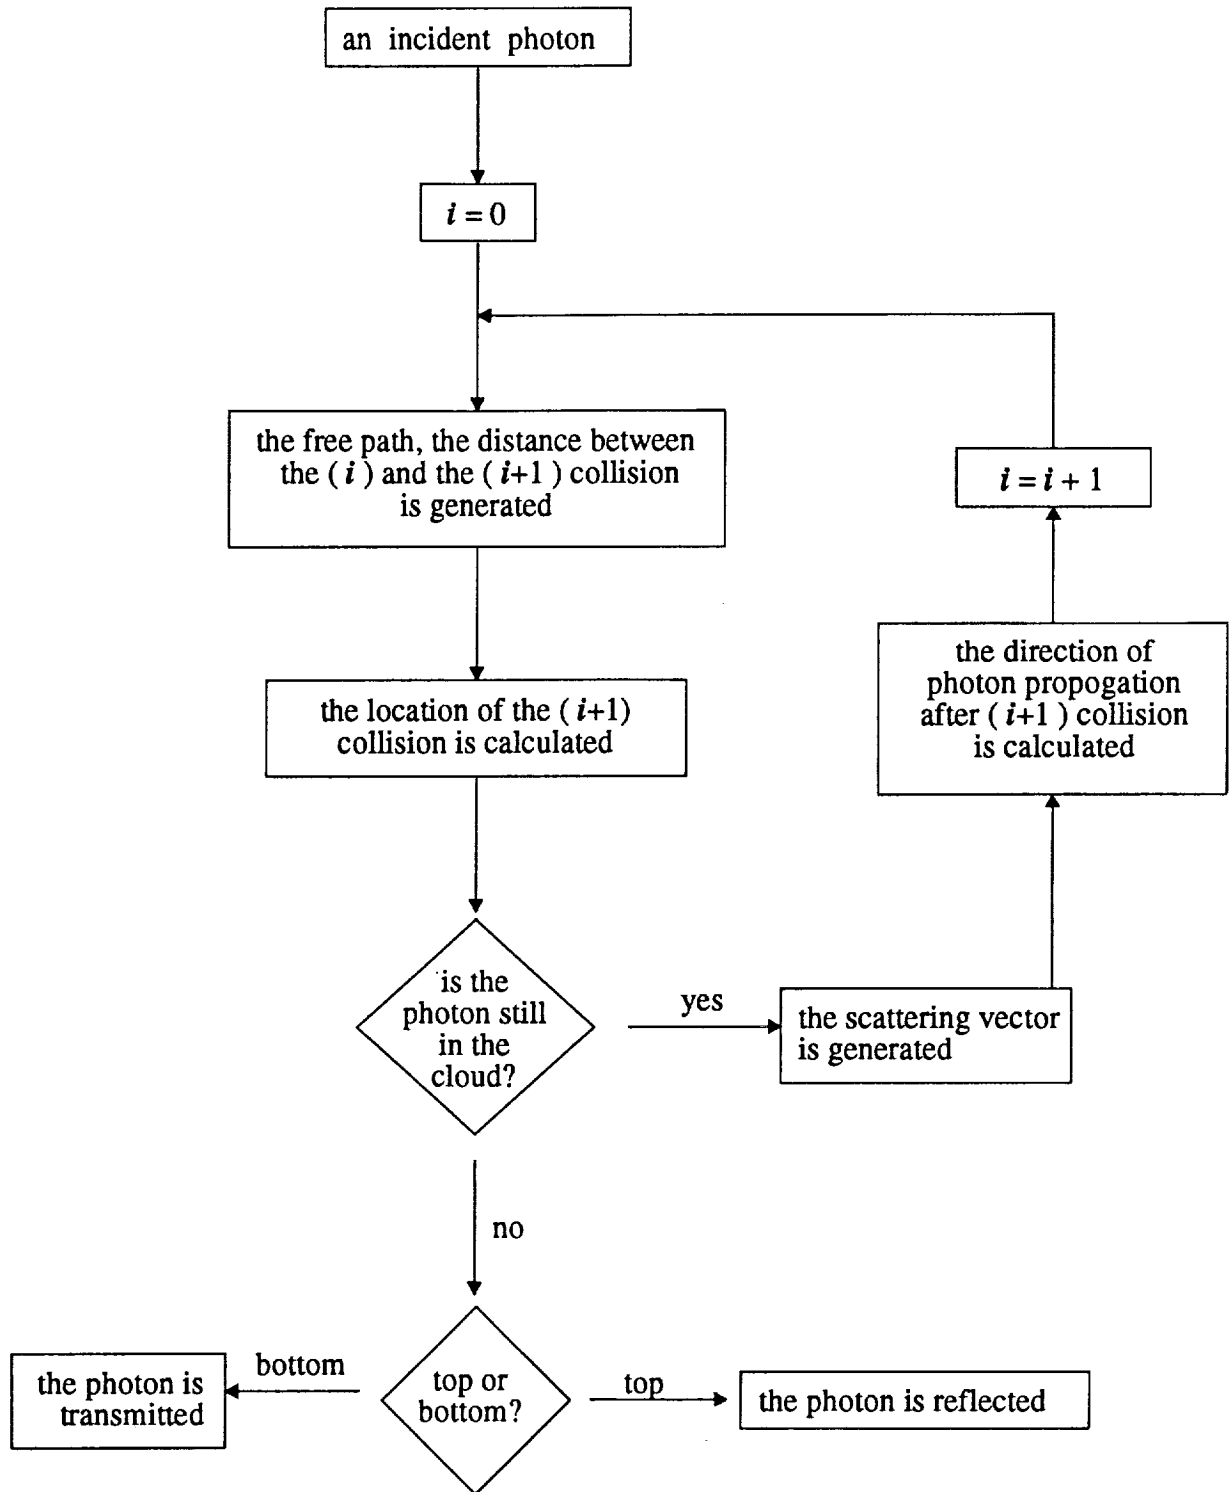 an incident photon
i = 0
the free path, the distance between
the ( i ) and the ( i+1 ) collision
is generated
i = i + 1
the location of the ( i+1)
collision is calculated
the direction of
photon propogation
after ( i+1 ) collision
is calculated
is the
photon still
in the
cloud?
yes
the scattering vector
is generated
no
bottom
the photon is
transmitted
top or
bottom?
top
the photon is reflected